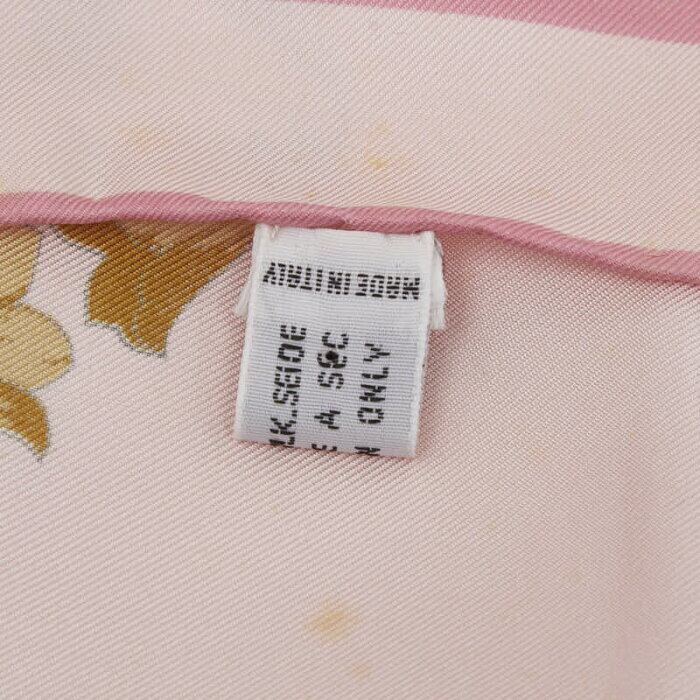 MADE IN ITALY
LK-SEIDE
E A SEC
N ONLY